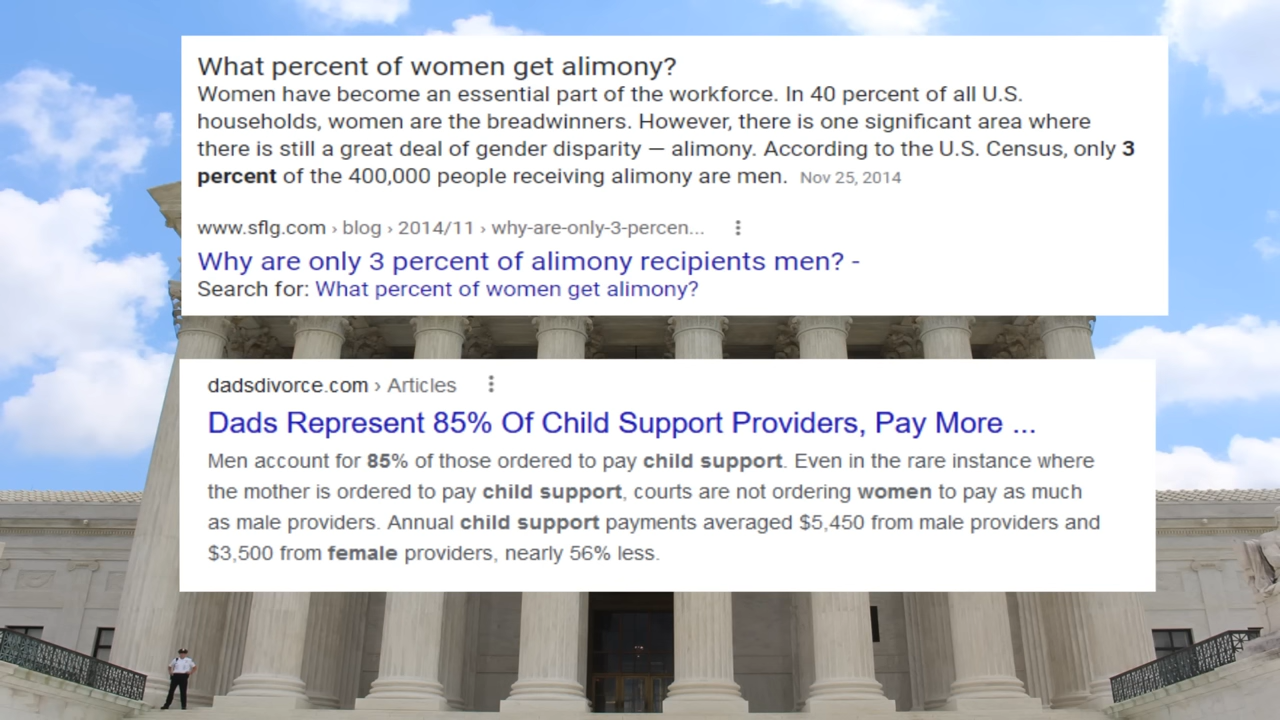 What percent of women get alimony?
Women have become an essential part of the workforce. In 40 percent of all U.S.
households, women are the breadwinners. However, there is one significant area where
there is still a great deal of gender disparity — alimony. According to the U.S. Census, only 3
percent of the 400,000 people receiving alimony are men. Nov 25, 2014
www.sflg.com › blog › 2014/11 › why-are-only-3-percen...
Why are only 3 percent of alimony recipients men? -
Search for: What percent of women get alimony?
dadsdivorce.com › Articles
Dads Represent 85% Of Child Support Providers, Pay More ...
Men account for 85% of those ordered to pay child support. Even in the rare instance where
the mother is ordered to pay child support, courts are not ordering women to pay as much
as male providers. Annual child support payments averaged $5,450 from male providers and
$3,500 from female providers, nearly 56% less.